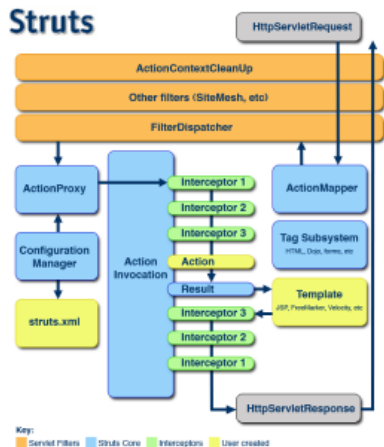 Struts
HttpServletRequest
ActionContextCleanUp
Other filters (SiteMesh, etc)
FilterDispatcher
ActionProxy
Interceptor 1
ActionMapper
Interceptor 2
Interceptor 3
Tag Subsystem
HTML, Dojo, forms, etc
Configuration
Manager
Action
Invocation
Action
Result
Template
JSP, FreeMarker, Velocity, etc
struts.xml
Interceptor 3
Interceptor 2
Interceptor 1
HttpServletResponse
Key:
Servlet Filters
Struts Core
Interceptors
User created